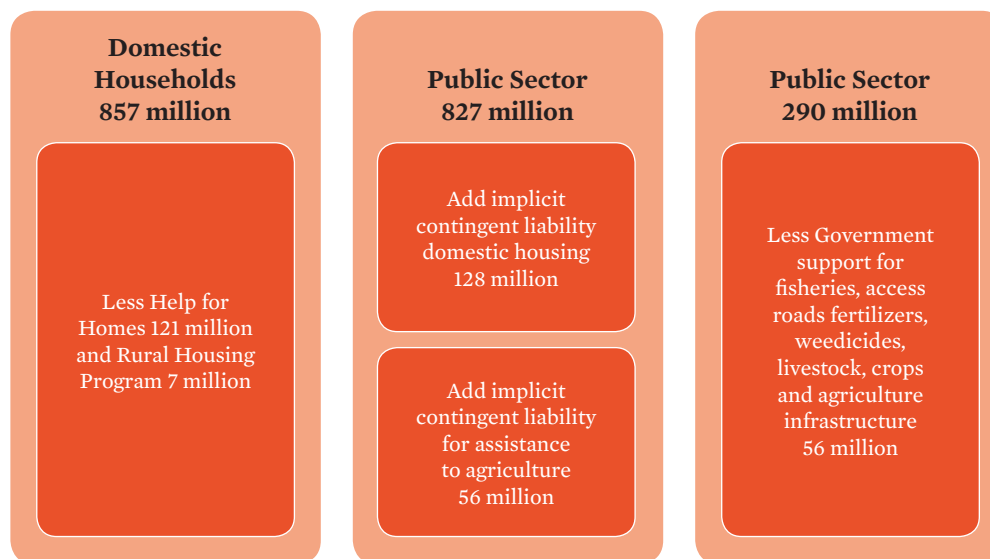 Domestic
Households
857 million
Less Help for
Homes 121 million
and Rural Housing
Program 7 million
Public Sector
827 million
Add implicit
contingent liability
domestic housing
128 million
Add implicit
contingent liability
for assistance
to agriculture
56 million
Public Sector
290 million
Less Government
support for
fisheries, access
roads fertilizers,
weedicides,
livestock, crops
and agriculture
infrastructure
56 million